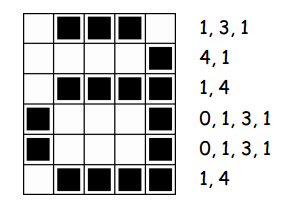 1, 3, 1
4, 1
1, 4
0, 1, 3, 1
0, 1, 3, 1
1, 4